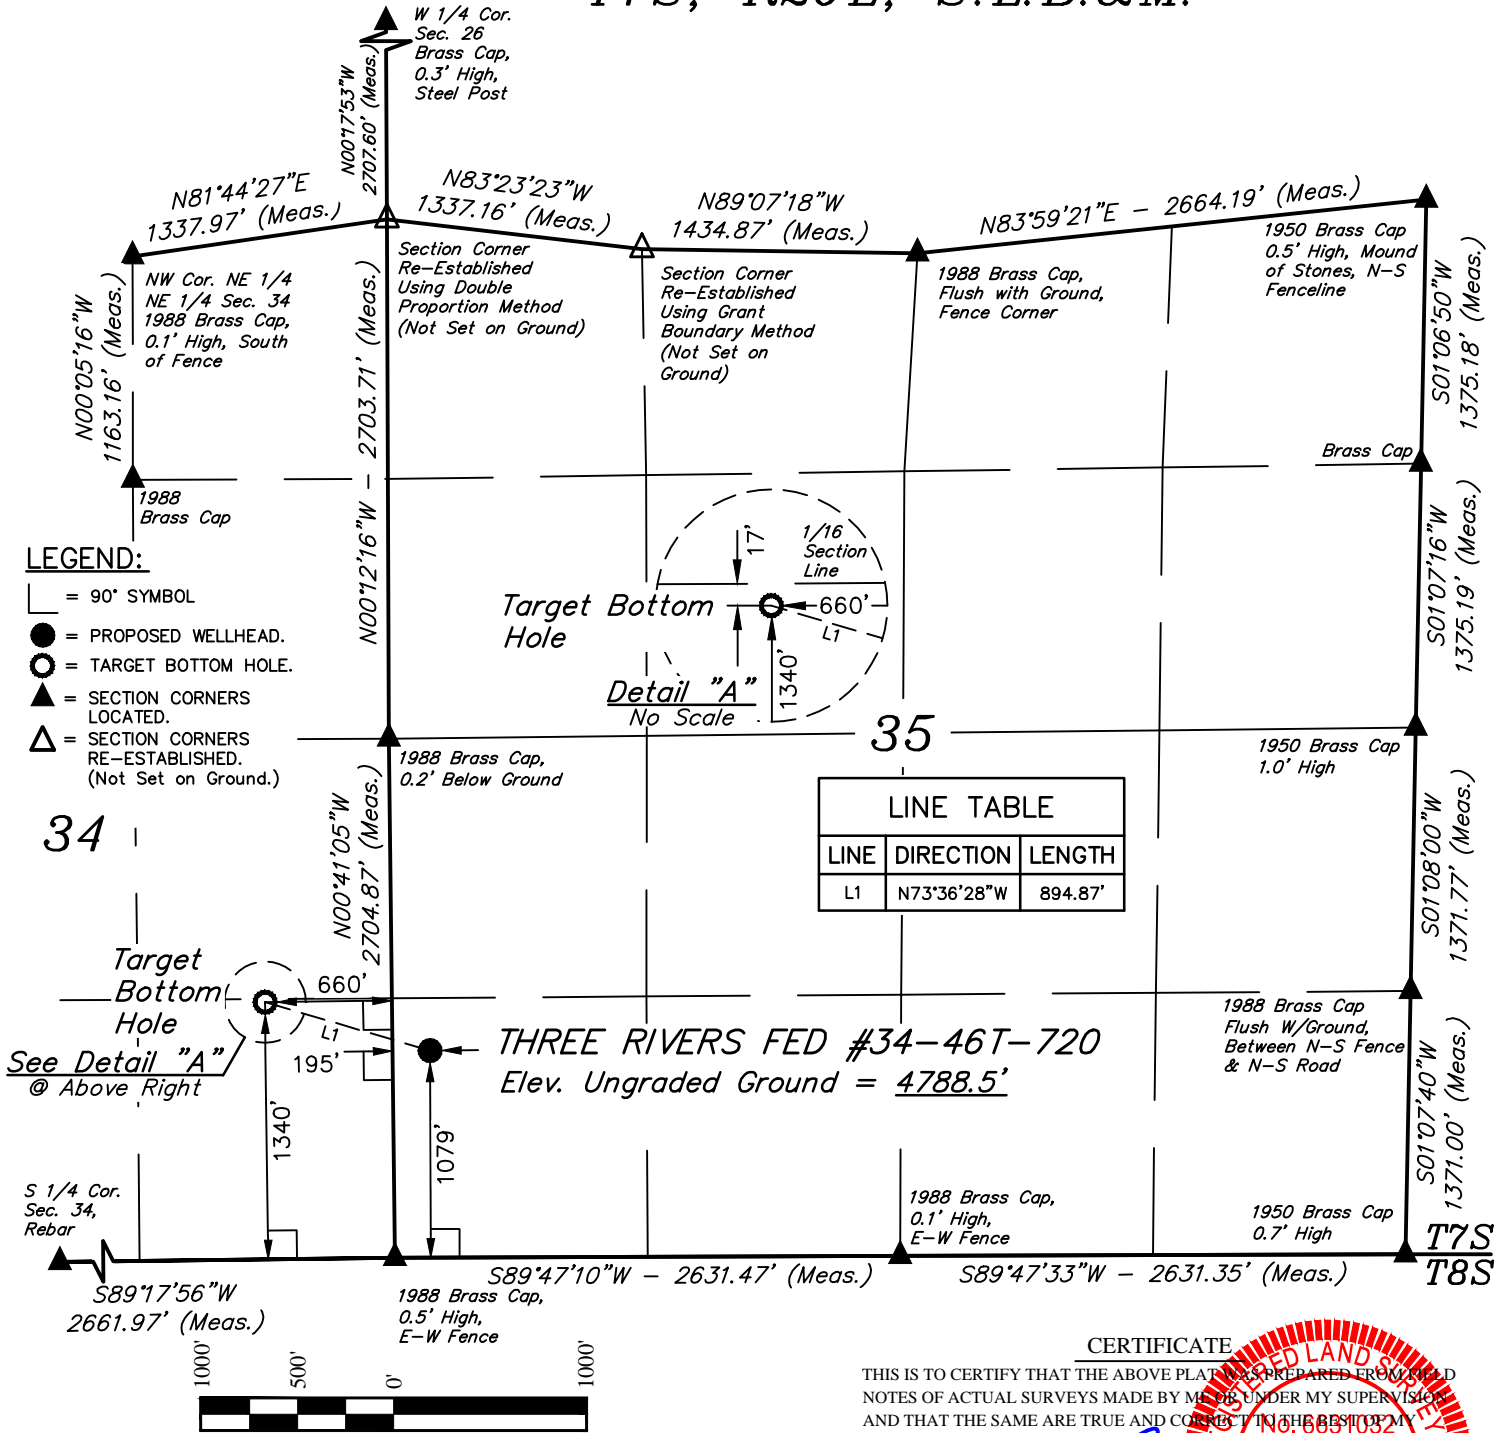 T7S, R20E, S.L.B.&M.
W 1/4 Cor.
Sec. 26
Brass Cap,
0.3' High,
Steel Post
N00°17'53"W
2707.60' (Meas.)
N81°44'27"E
1337.97' (Meas.)
N83°23'23"W
1337.16' (Meas.)
N89°07'18"W
1434.87' (Meas.)
N83°59'21"E - 2664.19' (Meas.)
NW Cor. NE 1/4
NE 1/4 Sec. 34
1988 Brass Cap,
0.1' High, South
of Fence
Section Corner
Re-Established
Using Double
Proportion Method
(Not Set on Ground)
Section Corner
Re-Established
Using Grant
Boundary Method
(Not Set on
Ground)
1988 Brass Cap,
Flush with Ground,
Fence Corner
1950 Brass Cap
0.5' High, Mound
of Stones, N-S
Fenceline
N00°05'16"W
1163.16' (Meas.)
N00°12'16"W - 2703.71' (Meas.)
S01°06'50"W
1375.18' (Meas.)
Brass Cap
1988
Brass Cap
LEGEND:
= 90° SYMBOL
= PROPOSED WELLHEAD.
= TARGET BOTTOM HOLE.
= SECTION CORNERS
LOCATED.
= SECTION CORNERS
RE-ESTABLISHED.
(Not Set on Ground.)
17'
1/16
Section
Line
Target Bottom
Hole
660'
L1
1340'
Detail "A"
No Scale
S01°07'16"W
1375.19' (Meas.)
35
1988 Brass Cap,
0.2' Below Ground
1950 Brass Cap
1.0' High
34
LINE TABLE
LINE DIRECTION LENGTH
L1 N73°36'28"W 894.87'
N00°41'05"W
2704.87' (Meas.)
S01°08'00"W
1371.77' (Meas.)
Target
Bottom
Hole
660'
L1
195'
See Detail "A"
@ Above Right
THREE RIVERS FED #34-46T-720
Elev. Ungraded Ground = 4788.5'
1988 Brass Cap
Flush W/Ground,
Between N-S Fence
& N-S Road
1340'
1079'
S01°07'40"W
1371.00' (Meas.)
S 1/4 Cor.
Sec. 34,
Rebar
1988 Brass Cap,
0.1' High,
E-W Fence
1950 Brass Cap
0.7' High
T7S
T8S
S89°17'56"W
2661.97' (Meas.)
S89°47'10"W - 2631.47' (Meas.)
S89°47'33"W - 2631.35' (Meas.)
1988 Brass Cap,
0.5' High,
E-W Fence
1000'
500'
0'
1000'
CERTIFICATE
THIS IS TO CERTIFY THAT THE ABOVE PLAT WAS PREPARED FROM FIELD
NOTES OF ACTUAL SURVEYS MADE BY ME OR UNDER MY SUPERVISION
AND THAT THE SAME ARE TRUE AND CORRECT TO THE BEST OF MY
REGISTERED LAND SURVEY
No. 6031032